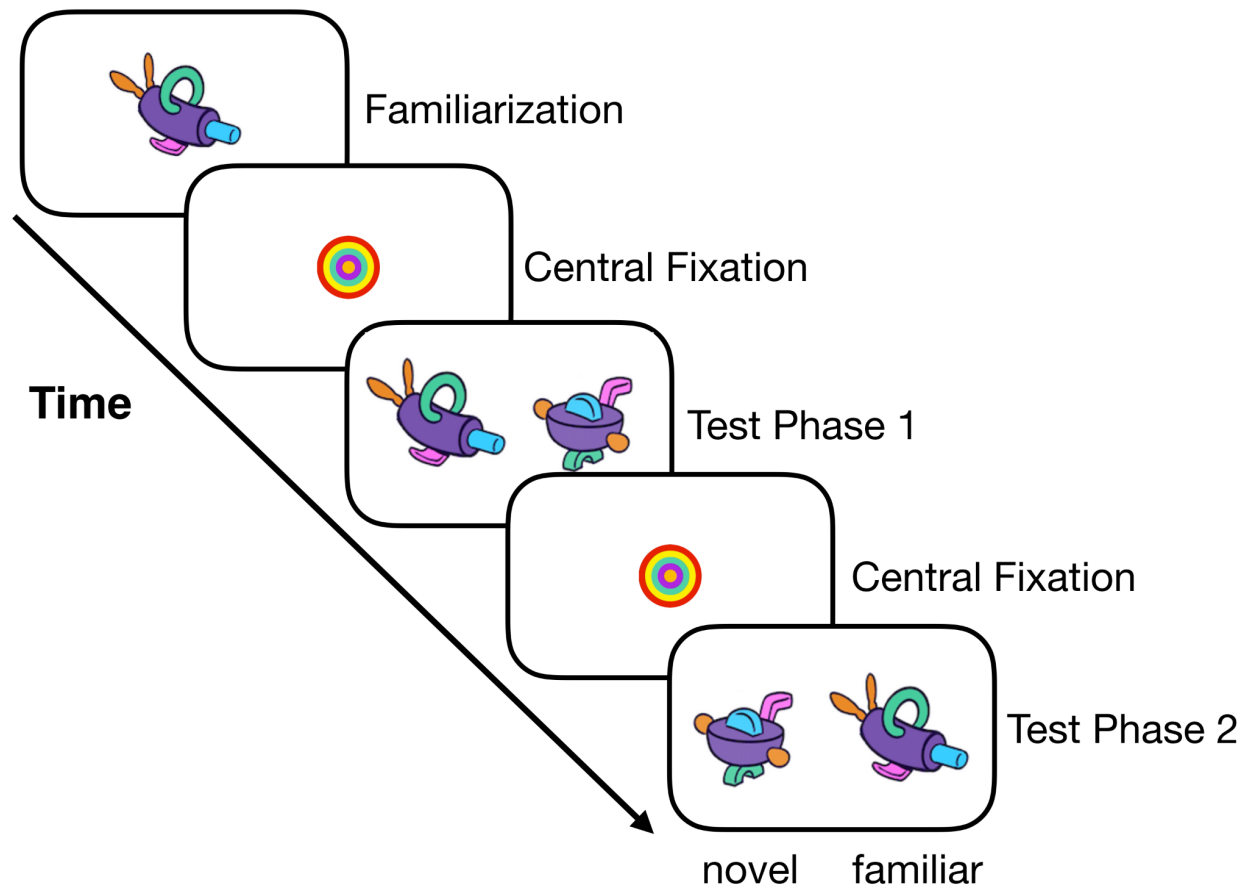 Familiarization
Central Fixation
Time
Test Phase 1
Central Fixation
Test Phase 2
novel familiar